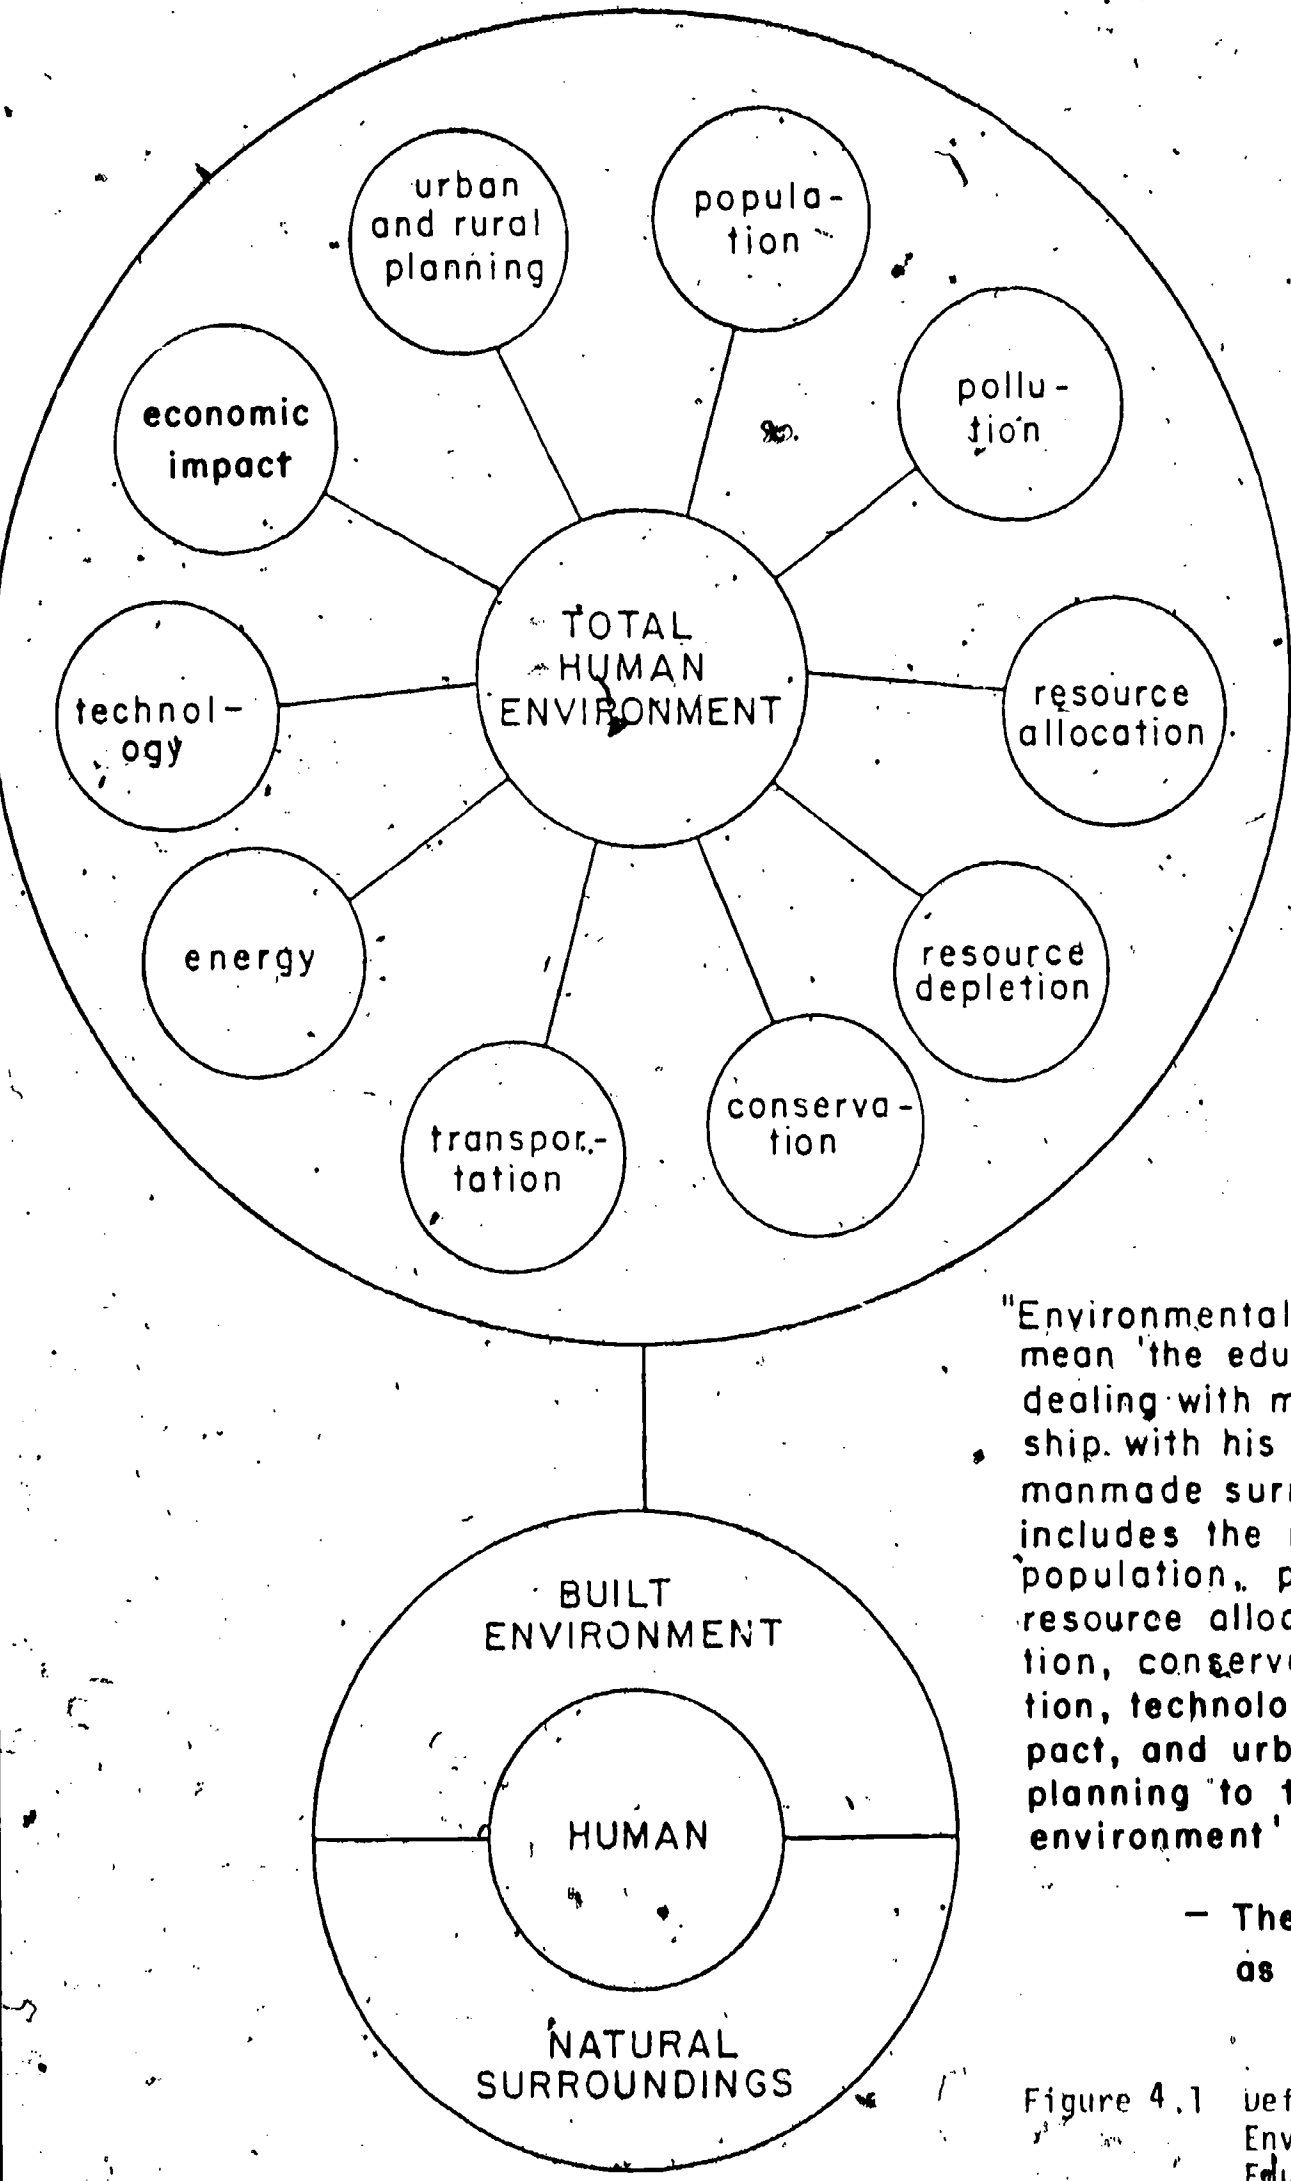 urban
and rural
planning
popula-
tion
pollu-
tion
economic
impact
TOTAL
HUMAN
ENVIRONMENT
resource
allocation
technol-
ogy
energy
resource
depletion
transpor-
tation
conserva-
tion
"Environmental
mean 'the edu
dealing with m
ship with his
manmade surr
includes the
population, p
resource alloc
tion, conserv
tion, technolo
pact, and urb
planning to t
environment'
BUILT
ENVIRONMENT
HUMAN
NATURAL
SURROUNDINGS
— The
as
Figure 4.1 Def
Env
Edu